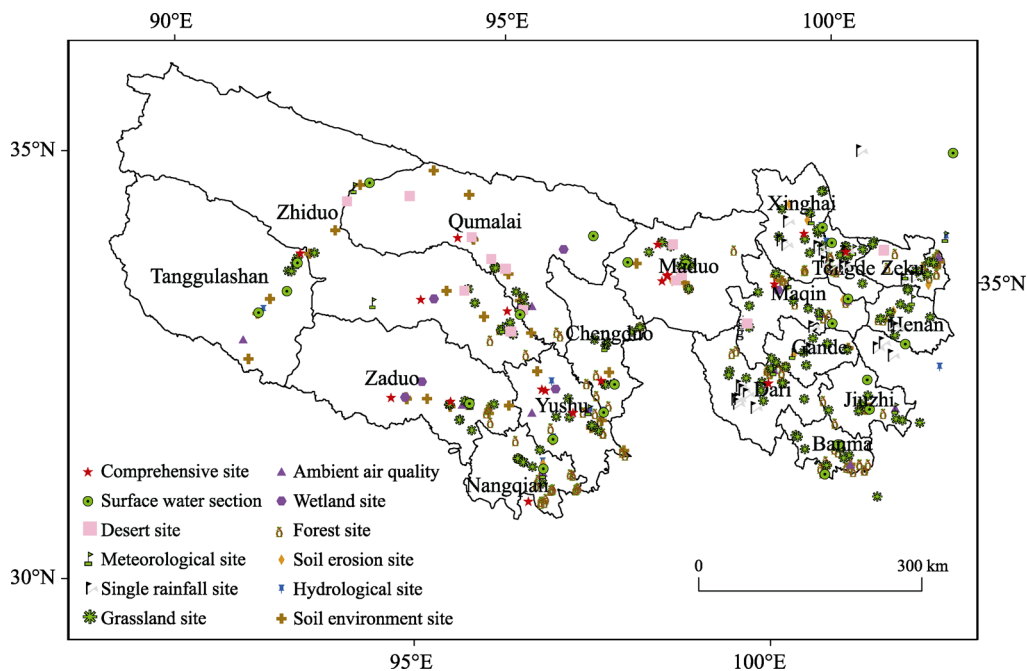 90°E 95°E 100°E
35°N
Xinghai
Zhiduo
Qumalai
Tanggulashan
Maduo
Tongde Zeku
35°N
Maqin
Henan
Chengduo
Gande
Zaduo
Dari
Yushu
Jiuzhi
Banma
Nangqian
Comprehensive site
Surface water section
Desert site
Meteorological site
Single rainfall site
Grassland site
Ambient air quality
Wetland site
Forest site
Soil erosion site
Hydrological site
Soil environment site
0 300 km
30°N
95°E 100°E